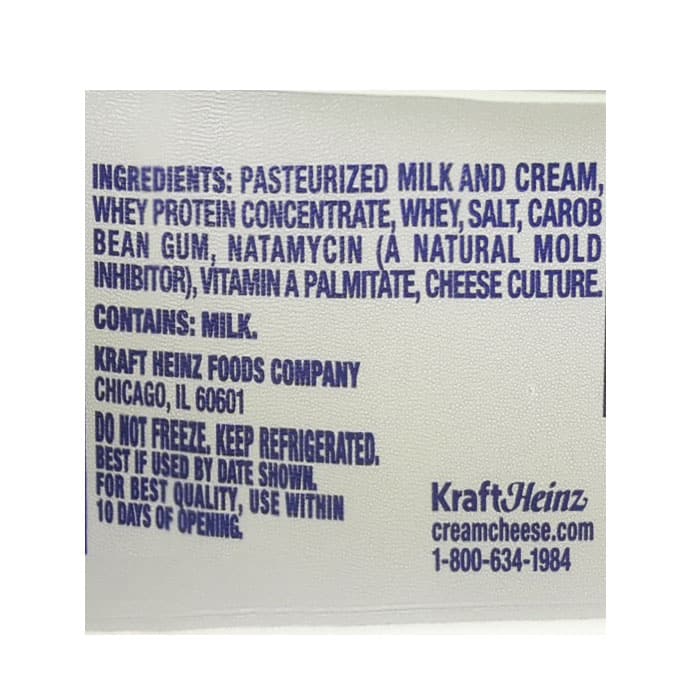 INGREDIENTS: PASTEURIZED MILK AND CREAM,
WHEY PROTEIN CONCENTRATE, WHEY, SALT, CAROB
BEAN GUM, NATAMYCIN (A NATURAL MOLD
INHIBITOR), VITAMIN A PALMITATE, CHEESE CULTURE.
CONTAINS: MILK.
KRAFT HEINZ FOODS COMPANY
CHICAGO, IL 60601
DO NOT FREEZE. KEEP REFRIGERATED.
BEST IF USED BY DATE SHOWN.
FOR BEST QUALITY, USE WITHIN
10 DAYS OF OPENING.
KraftHeinz
creamcheese.com
1-800-634-1984